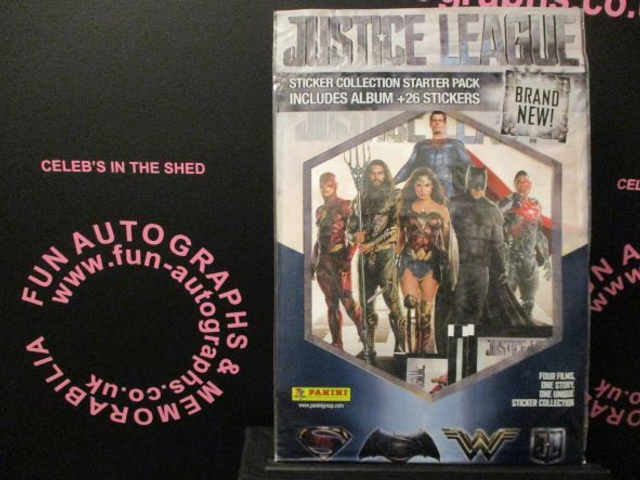 JUSTICE LEAGUE
STICKER COLLECTION STARTER PACK
INCLUDES ALBUM +26 STICKERS
BRAND
NEW!
CELEB'S IN THE SHED
FUN AUTOGRAPHS & MEMORABILIA
www.fun-autographs.co.uk
FOUR FILMS,
ONE STORY,
ONE UNIQUE
STICKER COLLECTION
PANINI
www.paninigroup.com
JL